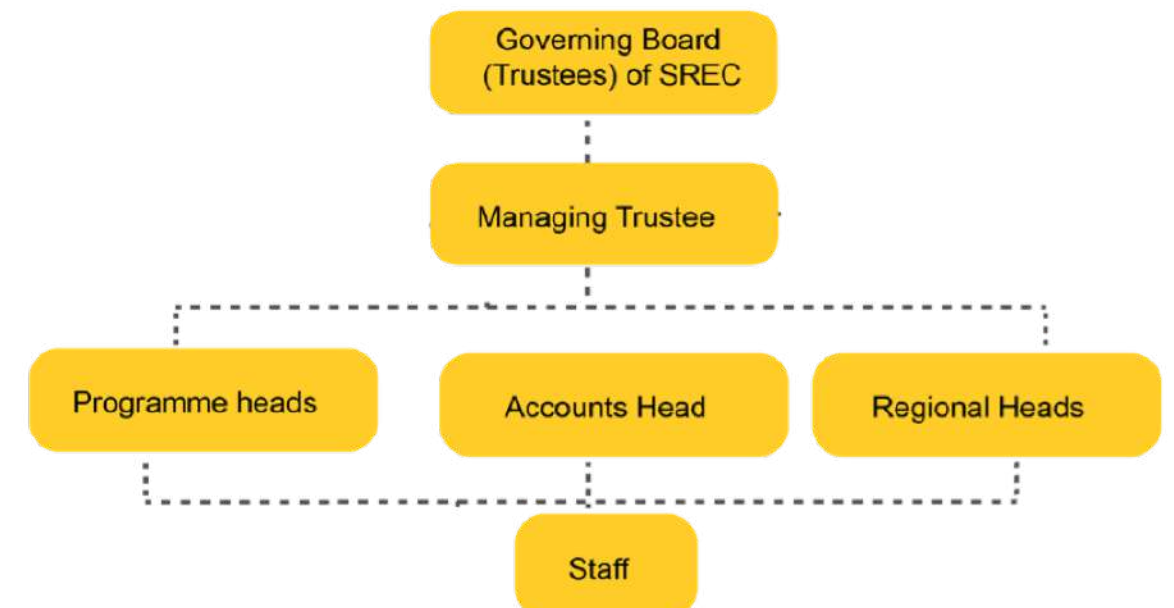 Governing Board
(Trustees) of SREC
Managing Trustee
Programme heads
Accounts Head
Regional Heads
Staff